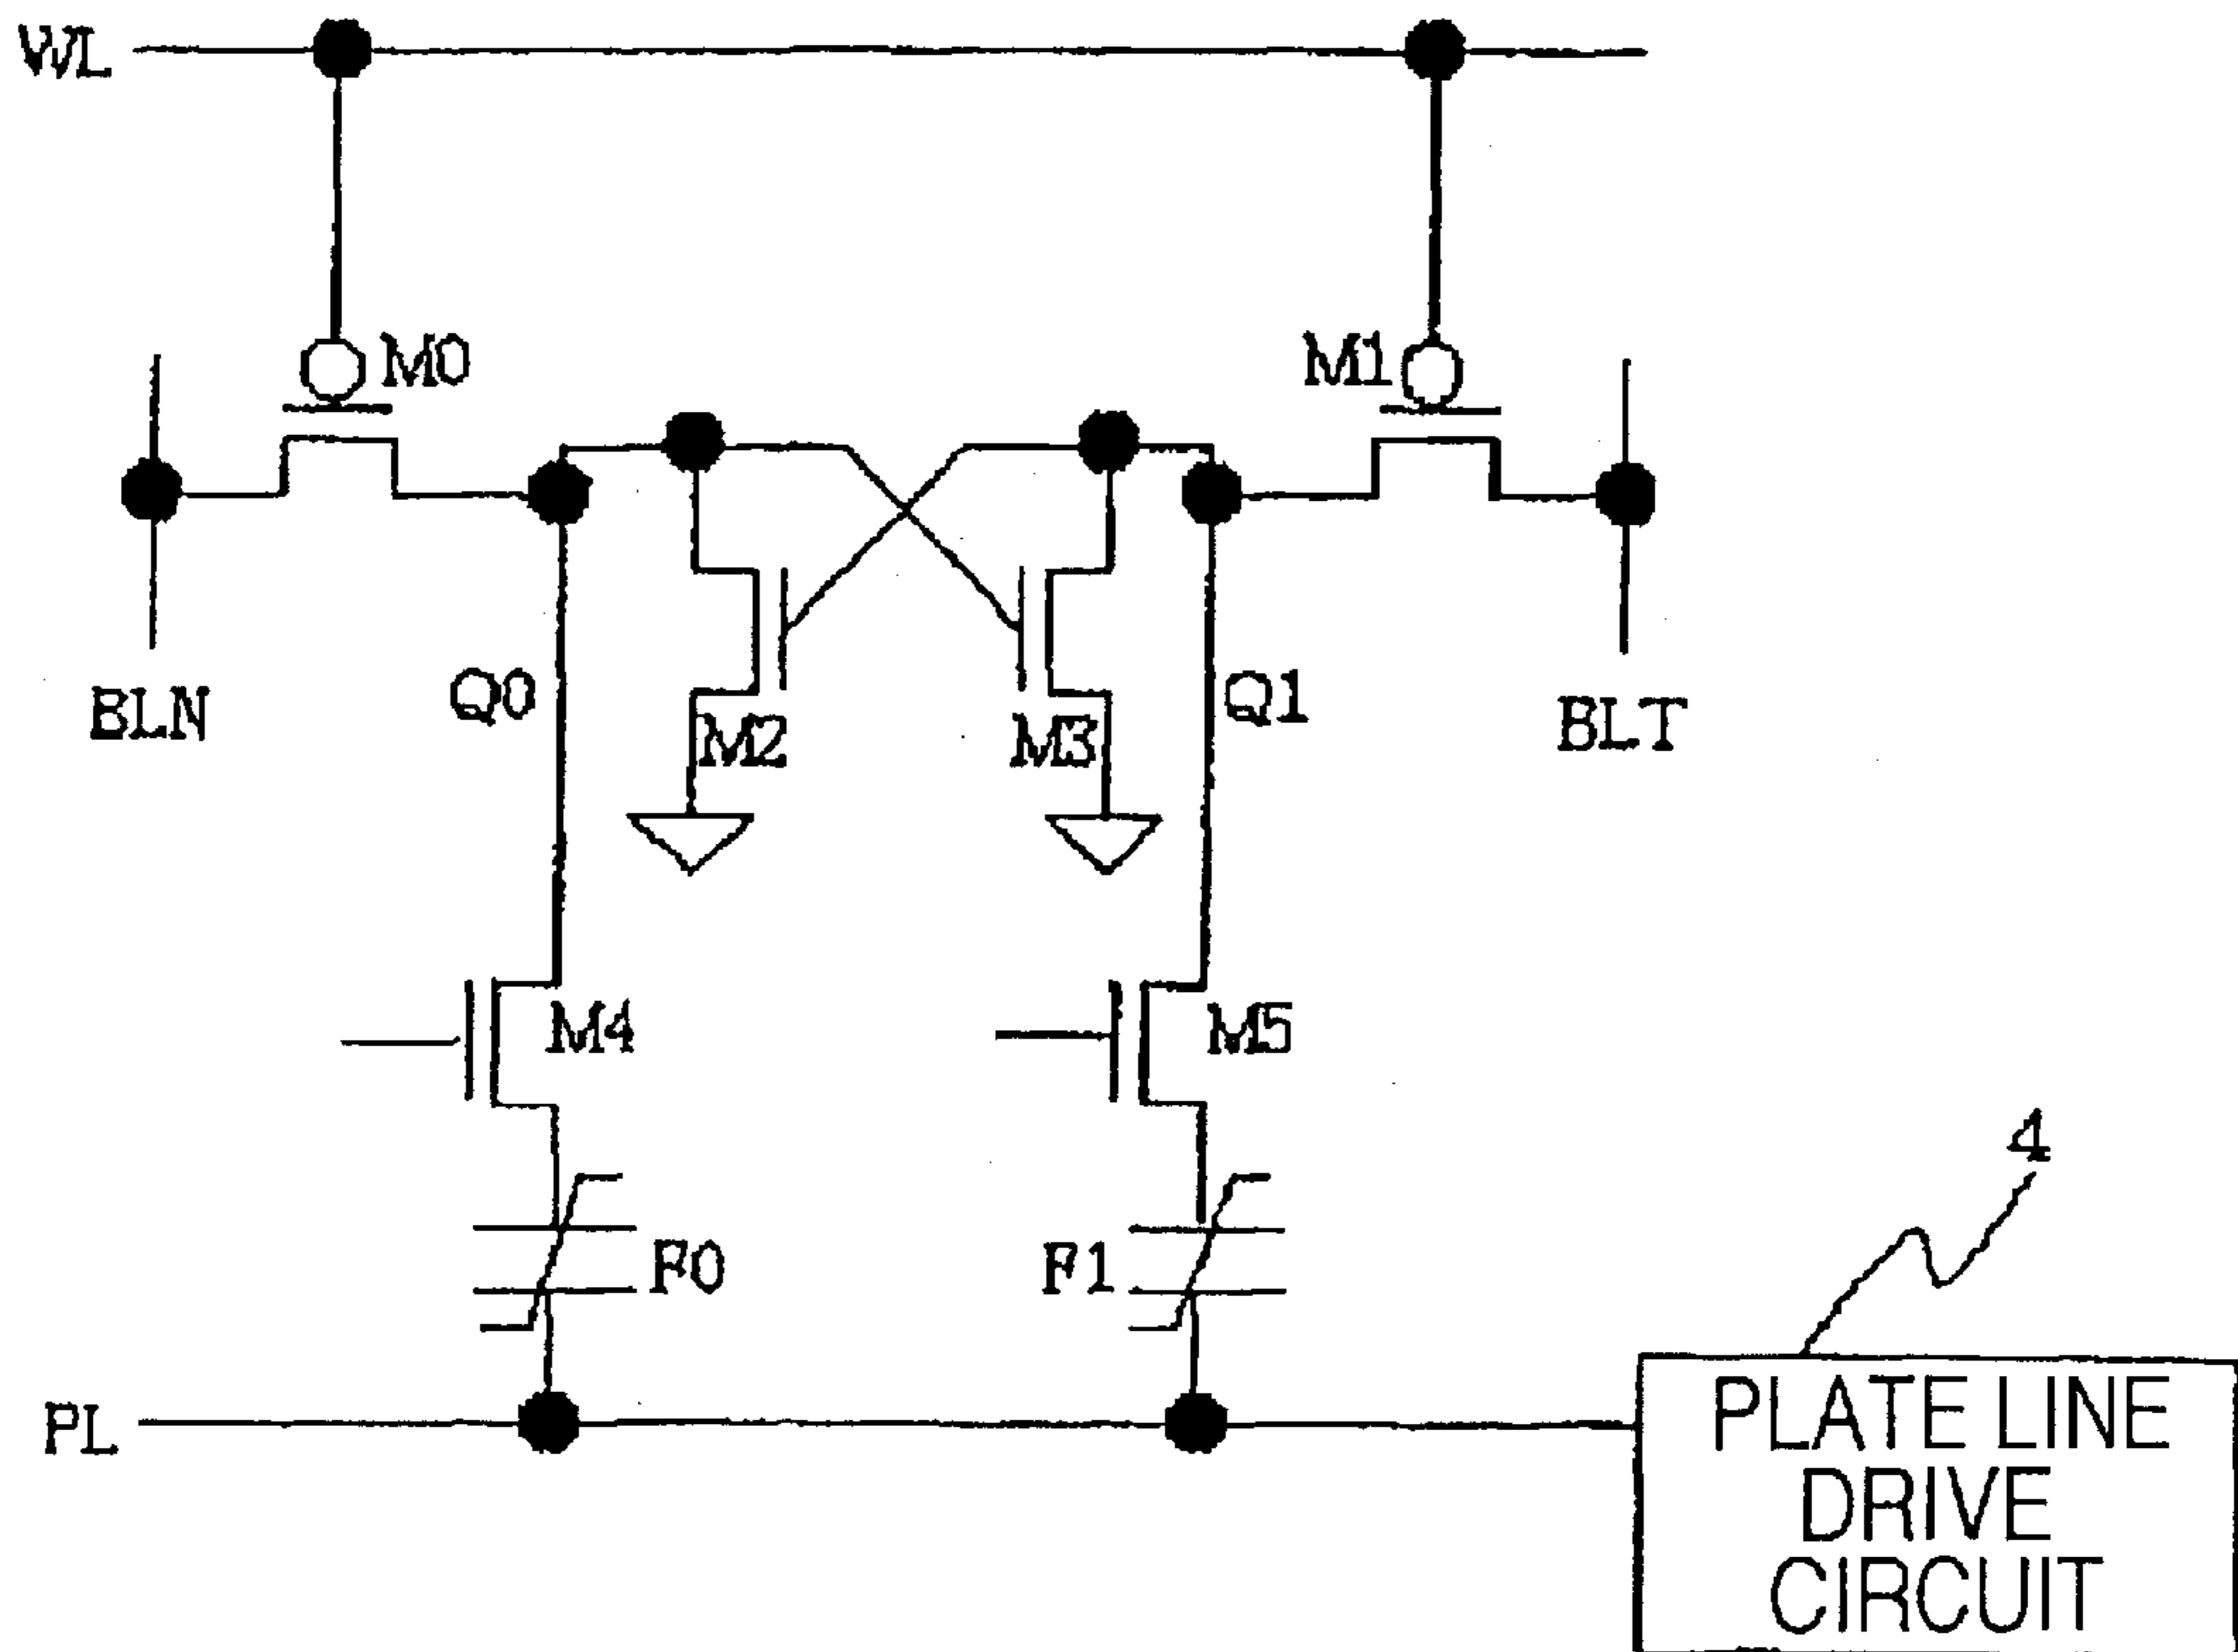 WL
M0
M1
BLN
Q0
M2
M3
Q1
BLT
M4
M5
4
F0
F1
PL
PLATE LINE
DRIVE
CIRCUIT